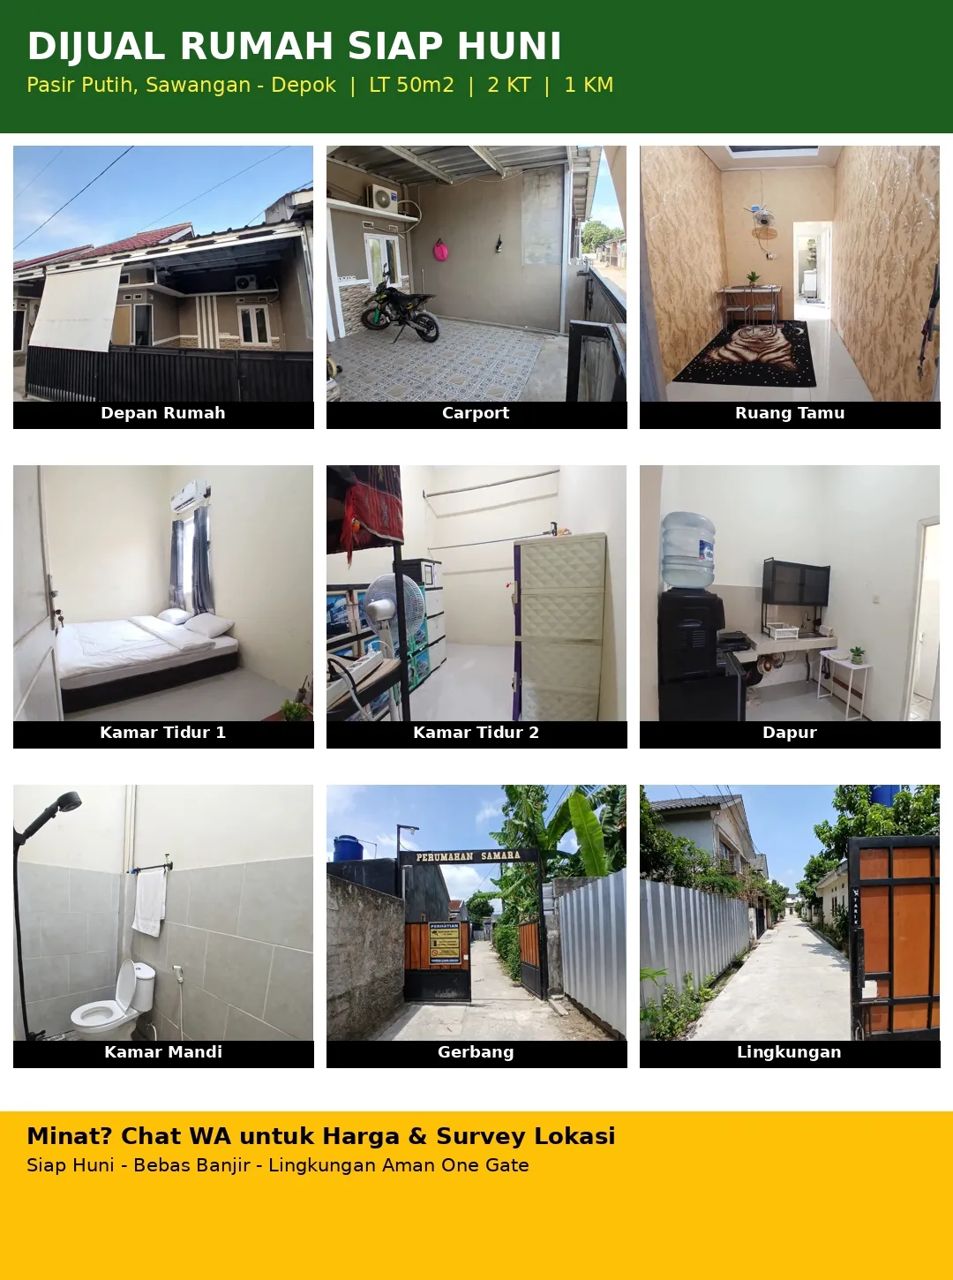 DIJUAL RUMAH SIAP HUNI
Pasir Putih, Sawangan - Depok | LT 50m2 | 2 KT | 1 KM
Depan Rumah
Carport
Ruang Tamu
Kamar Tidur 1
Kamar Tidur 2
Dapur
PERUMAHAN SAMARA
PERHATIAN
TARIK
Kamar Mandi
Gerbang
Lingkungan
Minat? Chat WA untuk Harga & Survey Lokasi
Siap Huni - Bebas Banjir - Lingkungan Aman One Gate